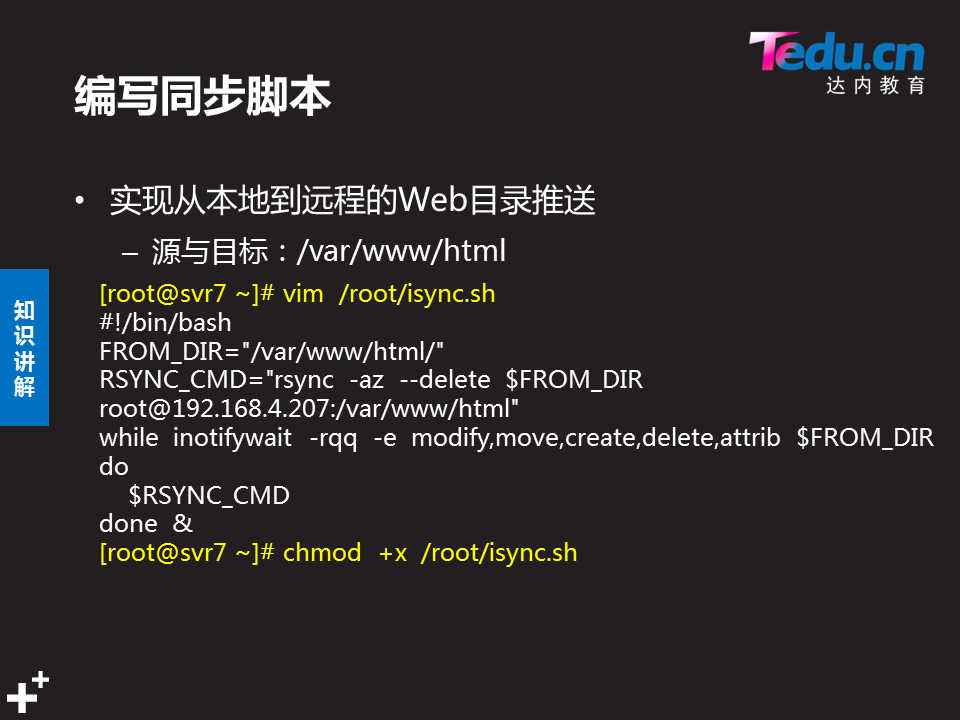 Tedu.cn
达内教育
编写同步脚本
• 实现从本地到远程的Web目录推送
– 源与目标：/var/www/html
知识讲解
[root@svr7 ~]# vim /root/isync.sh
#!/bin/bash
FROM_DIR="/var/www/html/"
RSYNC_CMD="rsync -az --delete $FROM_DIR
root@192.168.4.207:/var/www/html"
while inotifywait -rqq -e modify,move,create,delete,attrib $FROM_DIR
do
    $RSYNC_CMD
done &
[root@svr7 ~]# chmod +x /root/isync.sh